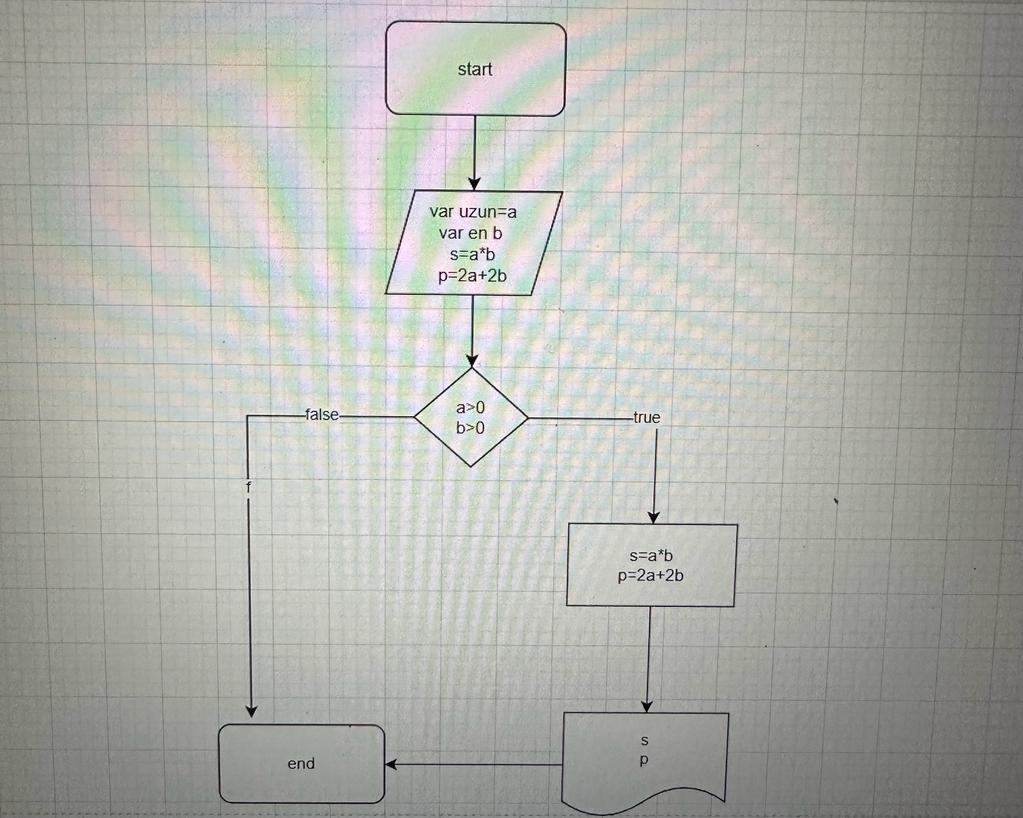 start
var uzun=a
var en b
s=a*b
p=2a+2b
a>0
b>0
false
true
f
s=a*b
p=2a+2b
s
p
end